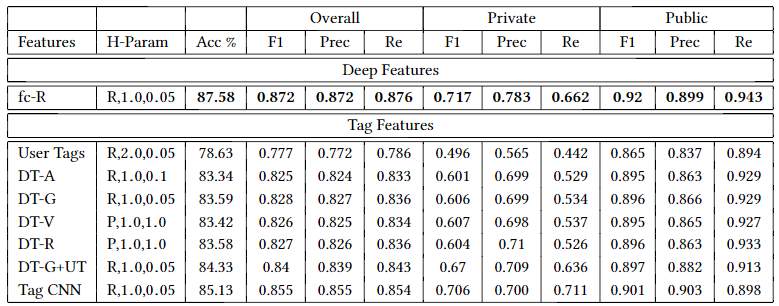 Overall Private Public
Features H-Param Acc % F1 Prec Re F1 Prec Re F1 Prec Re
Deep Features
fc-R R,1.0,0.05 87.58 0.872 0.872 0.876 0.717 0.783 0.662 0.92 0.899 0.943
Tag Features
User Tags R,2.0,0.05 78.63 0.777 0.772 0.786 0.496 0.565 0.442 0.865 0.837 0.894
DT-A R,1.0,0.1 83.34 0.825 0.824 0.833 0.601 0.699 0.529 0.895 0.863 0.929
DT-G R,1.0,0.05 83.59 0.828 0.827 0.836 0.606 0.699 0.534 0.896 0.866 0.929
DT-V P,1.0,1.0 83.42 0.826 0.825 0.834 0.607 0.698 0.537 0.895 0.865 0.927
DT-R P,1.0,1.0 83.58 0.827 0.826 0.836 0.604 0.71 0.526 0.896 0.863 0.933
DT-G+UT R,1.0,0.05 84.33 0.84 0.839 0.843 0.67 0.709 0.636 0.897 0.882 0.913
Tag CNN R,1.0,0.05 85.13 0.855 0.855 0.854 0.706 0.700 0.711 0.901 0.903 0.898